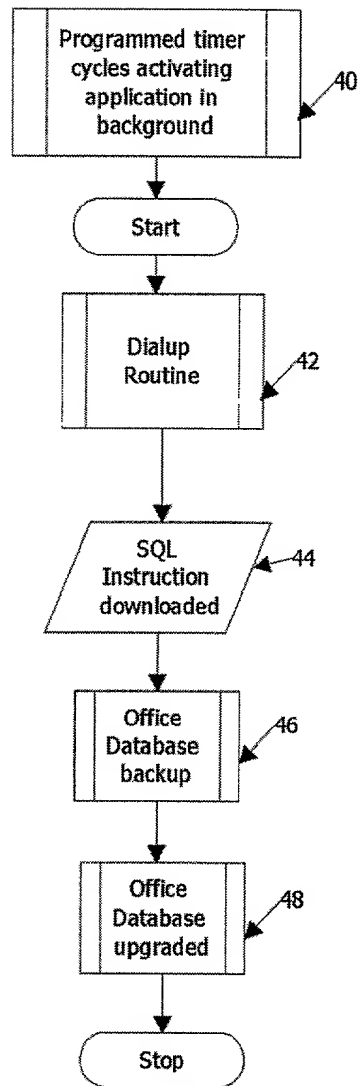 Programmed timer
cycles activating
application in
background
40
Start
Dialup
Routine
42
SQL
Instruction
downloaded
44
Office
Database
backup
46
Office
Database
upgraded
48
Stop